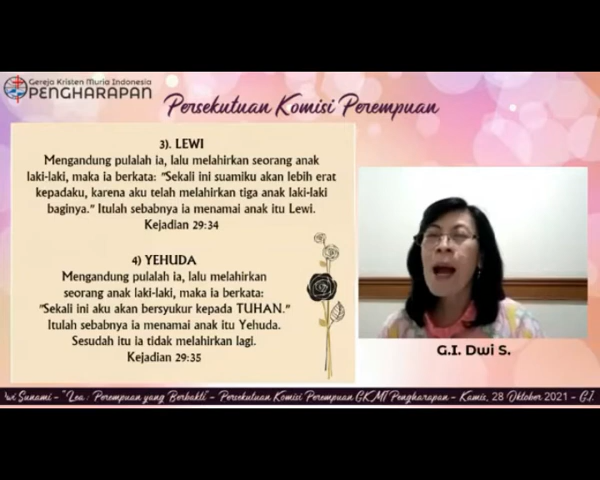 Gereja Kristen Muria Indonesia
PENGHARAPAN
Persekutuan Komisi Perempuan
3). LEWI
Mengandung pulalah ia, lalu melahirkan seorang anak
laki-laki, maka ia berkata: "Sekali ini suamiku akan lebih erat
kepadaku, karena aku telah melahirkan tiga anak laki-laki
baginya." Itulah sebabnya ia menamai anak itu Lewi.
Kejadian 29:34
4) YEHUDA
Mengandung pulalah ia, lalu melahirkan
seorang anak laki-laki, maka ia berkata:
"Sekali ini aku akan bersyukur kepada TUHAN."
Itulah sebabnya ia menamai anak itu Yehuda.
Sesudah itu ia tidak melahirkan lagi.
Kejadian 29:35
G.I. Dwi S.
Sunami - "Lea : Perempuan yang Berbakti" - Persekutuan Komisi Perempuan GKMI Pengharapan - Kamis, 28 Oktober 2021 - G.I.